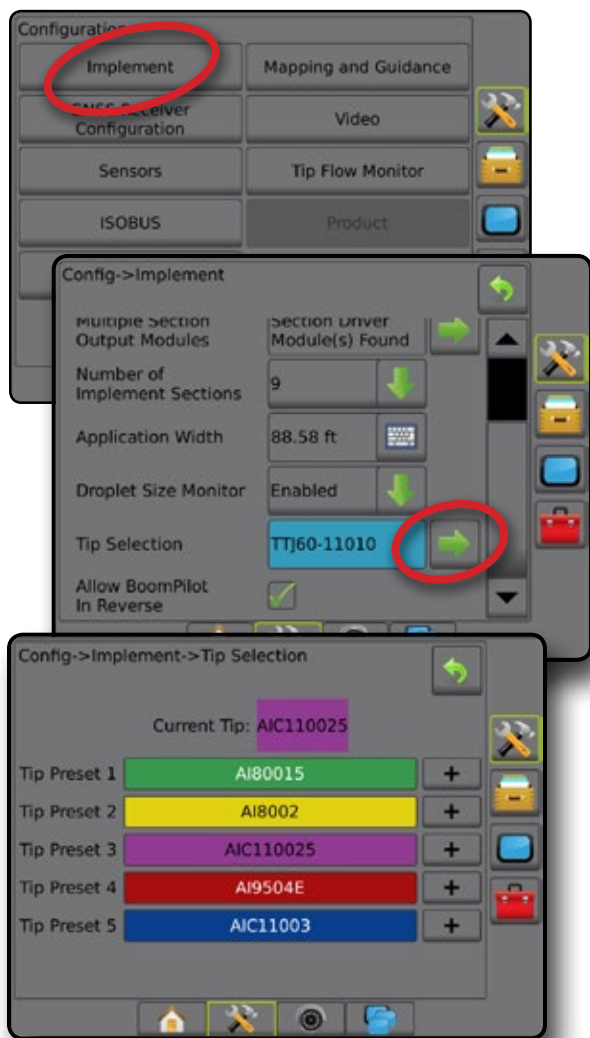 Configuration
Implement
Mapping and Guidance
GNSS Receiver
Configuration
Video
Sensors
Tip Flow Monitor
ISOBUS
Product
Config->Implement
Multiple Section
Output Modules
Section Driver
Module(s) Found
Number of
Implement Sections
9
Application Width
88.58 ft
Droplet Size Monitor
Enabled
Tip Selection
TTJ60-11010
Allow BoomPilot
In Reverse
Config->Implement->Tip Selection
Current Tip: AIC110025
Tip Preset 1
AI80015
+
Tip Preset 2
AI8002
+
Tip Preset 3
AIC110025
+
Tip Preset 4
AI9504E
+
Tip Preset 5
AIC11003
+